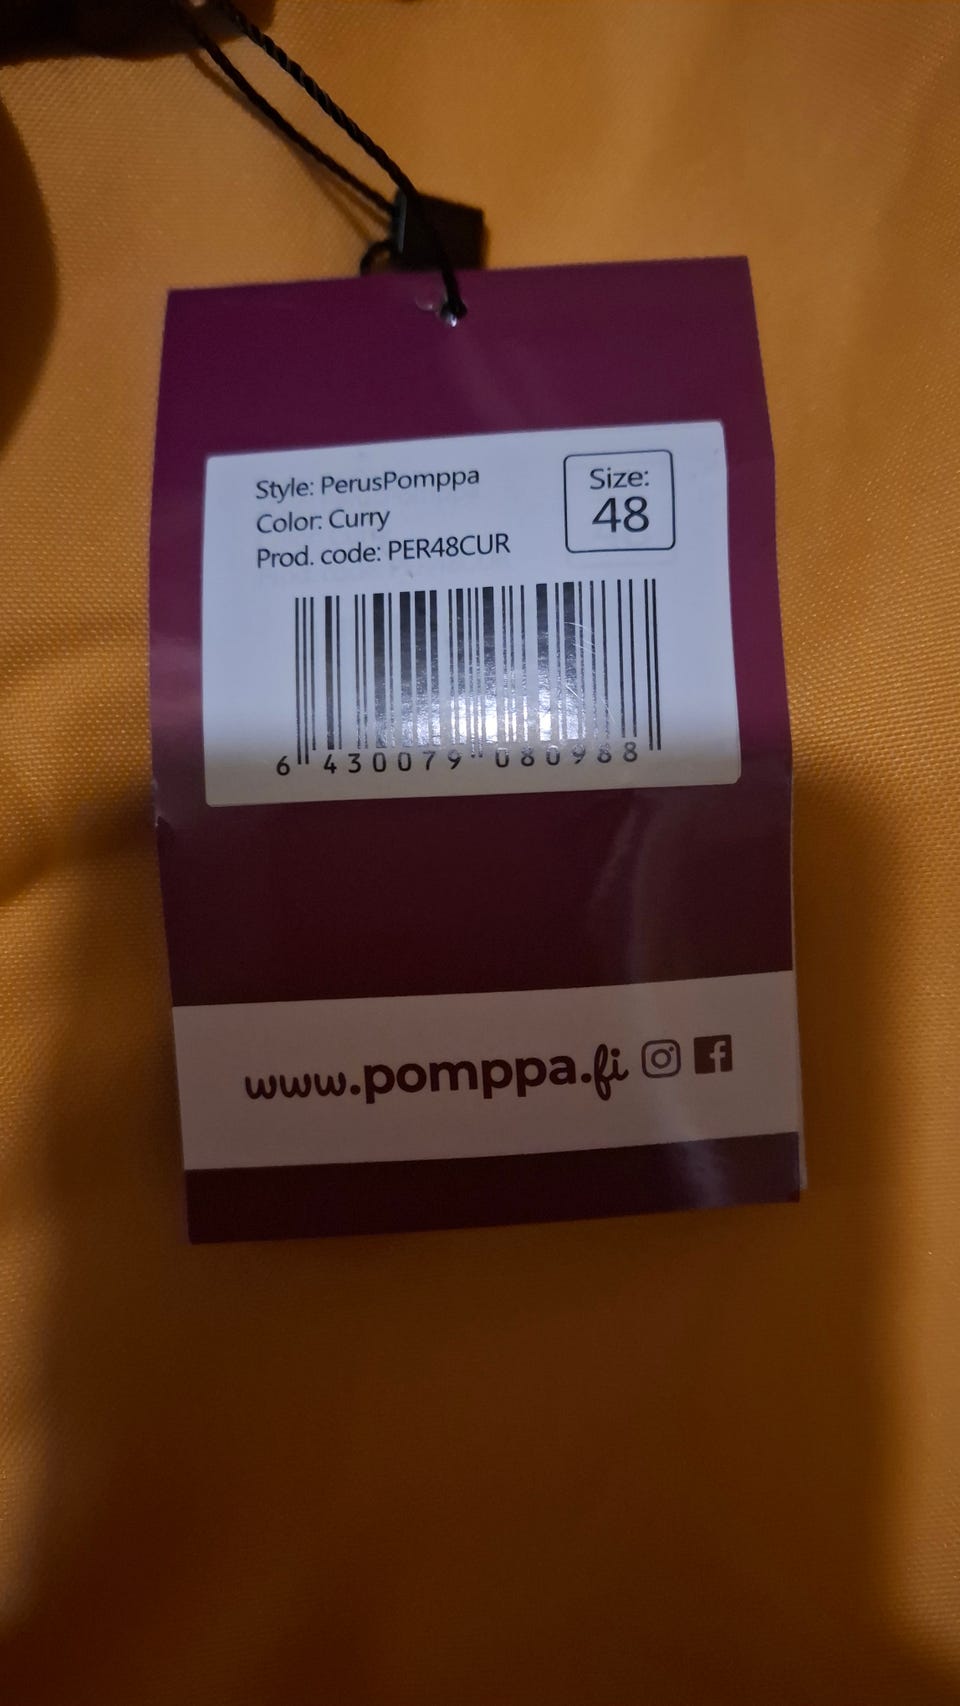 Style: PerusPomppa
Color: Curry
Prod. code: PER48CUR
Size:
48
6 430079 080988
www.pomppa.fi